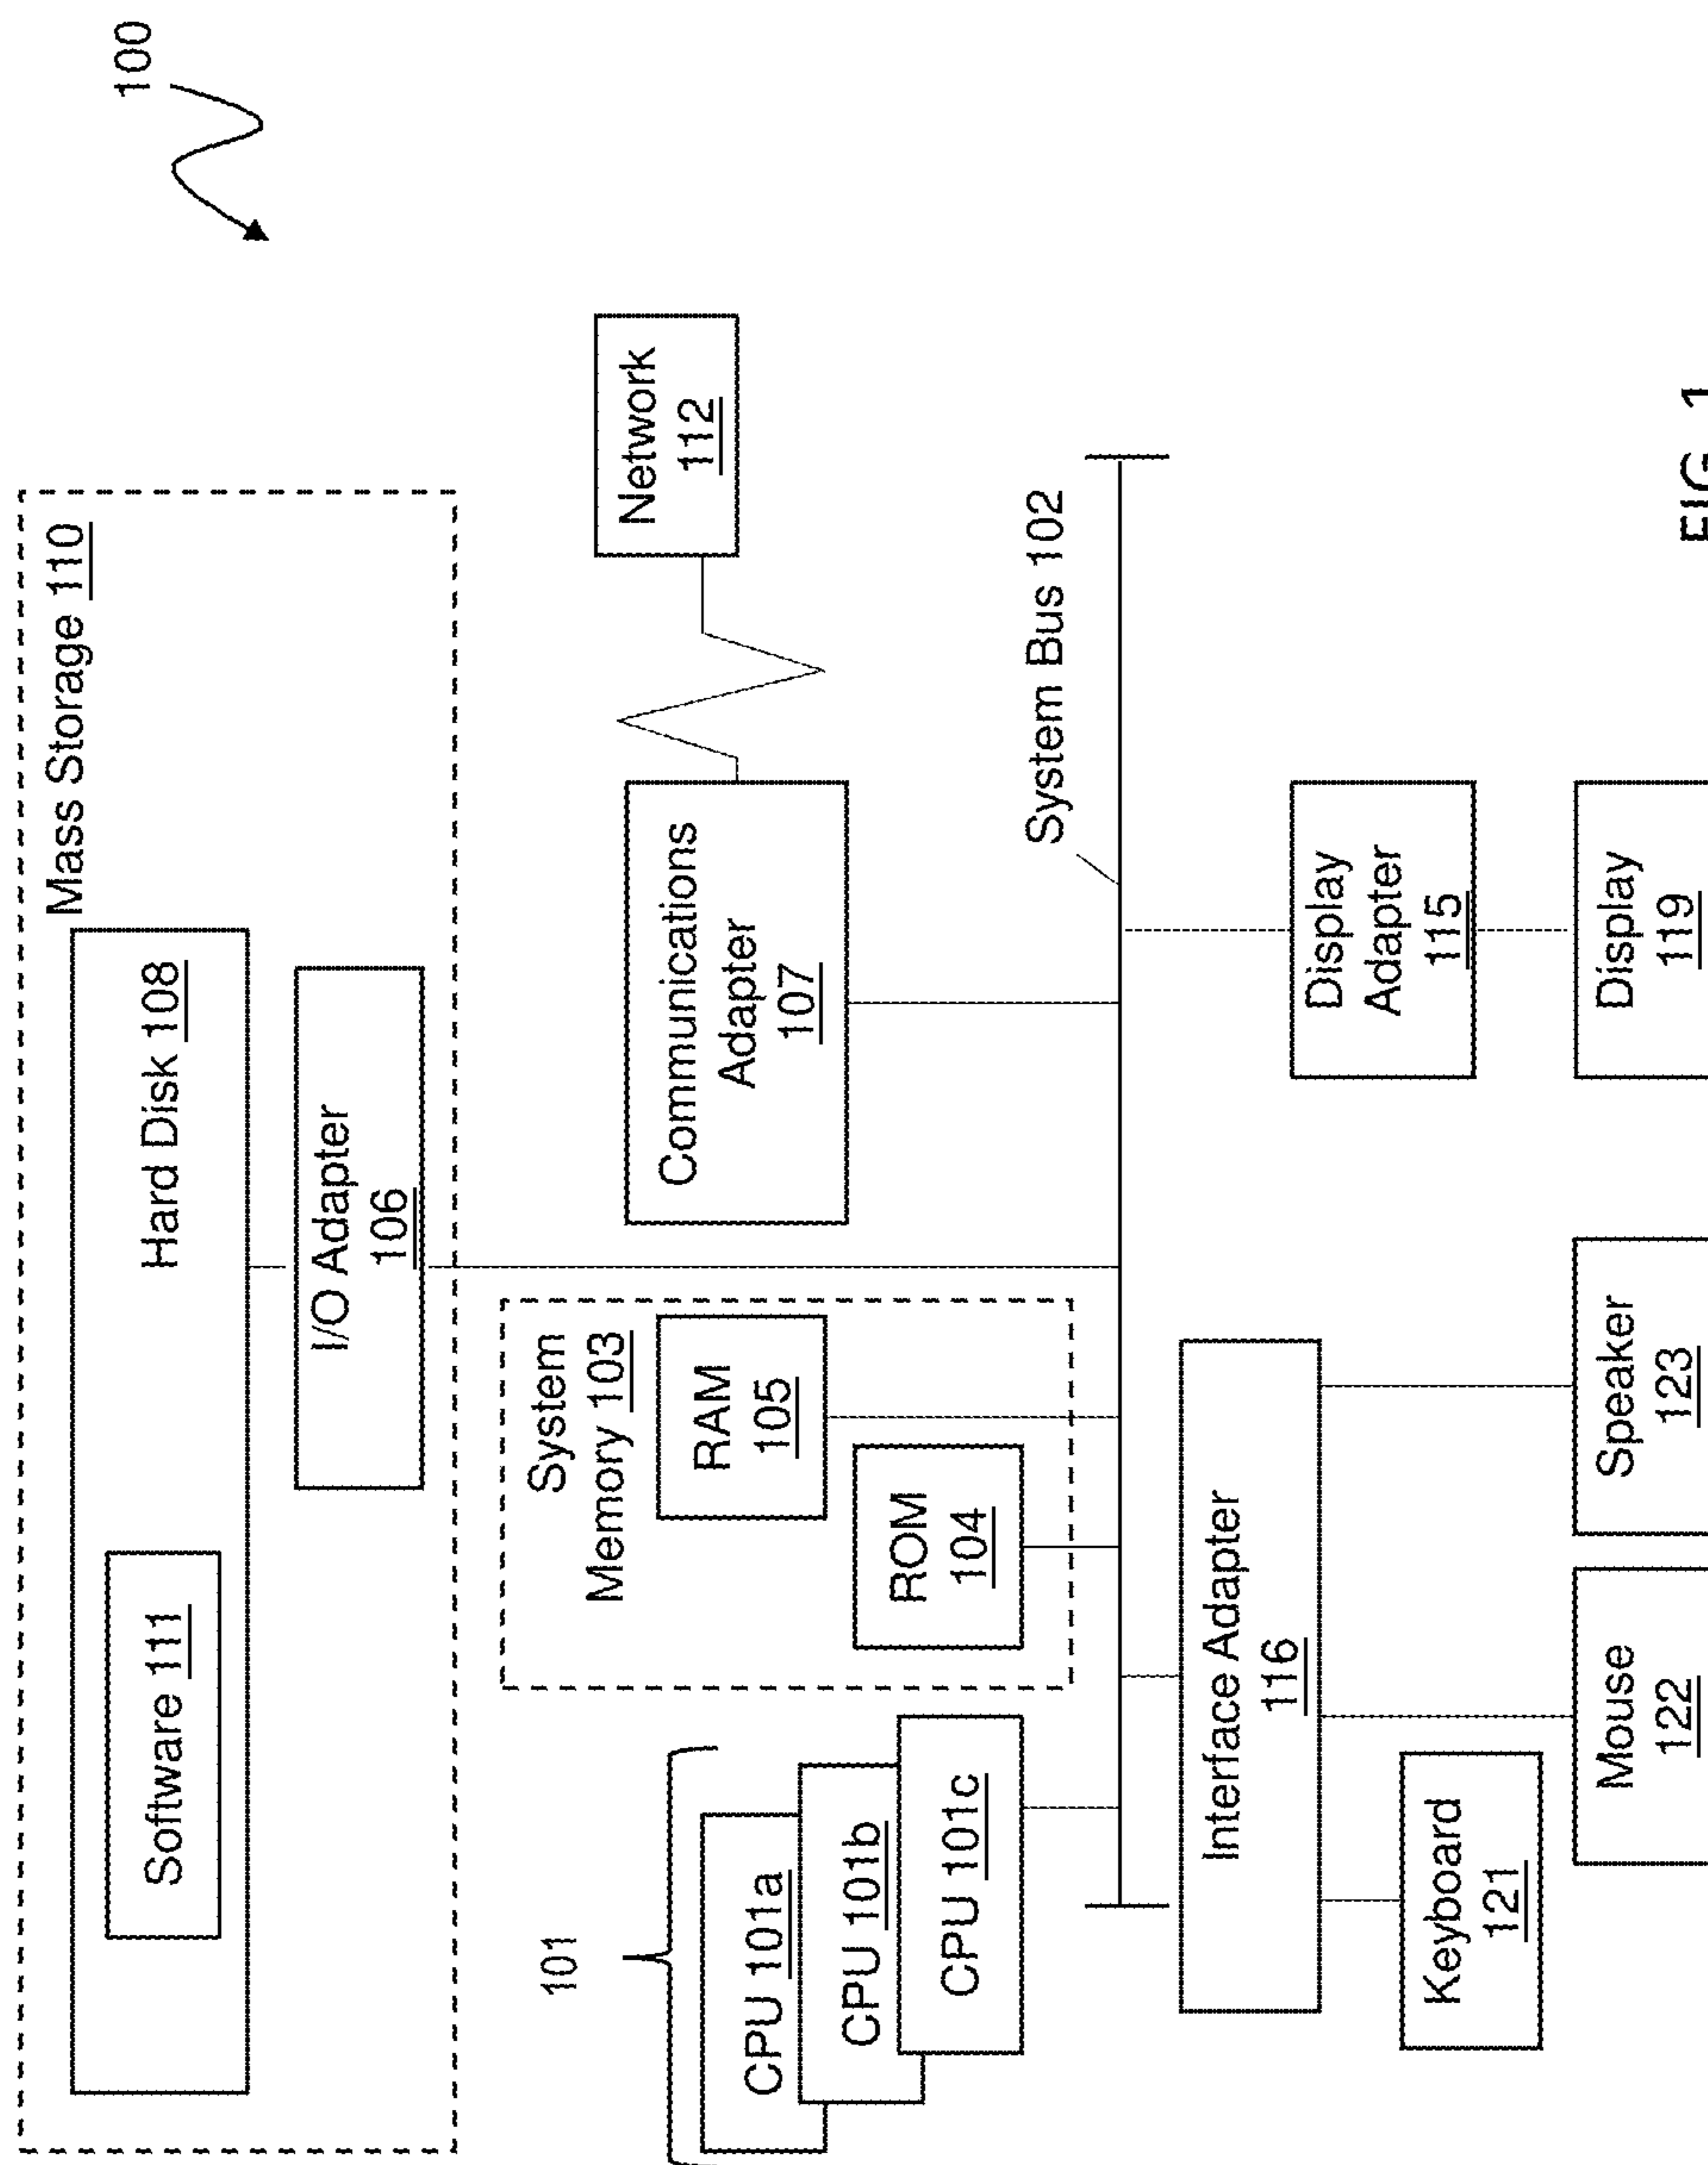 100
Mass Storage 110
Hard Disk 108
Software 111
I/O Adapter
106
101
CPU 101a
CPU 101b
CPU 101c
System
Memory 103
RAM
105
ROM
104
Communications
Adapter
107
Network
112
System Bus 102
Interface Adapter
116
Display
Adapter
115
Keyboard
121
Mouse
122
Speaker
123
Display
119
FIG. 1